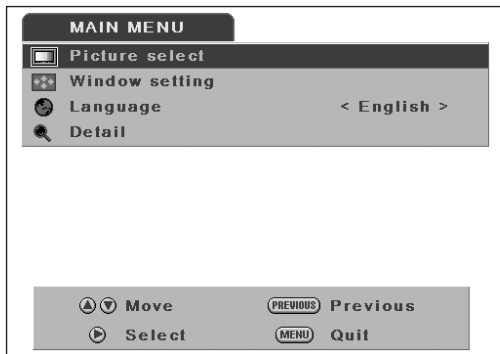 MAIN MENU
Picture select
Window setting
Language < English >
Detail
Move PREVIOUS Previous
Select MENU Quit